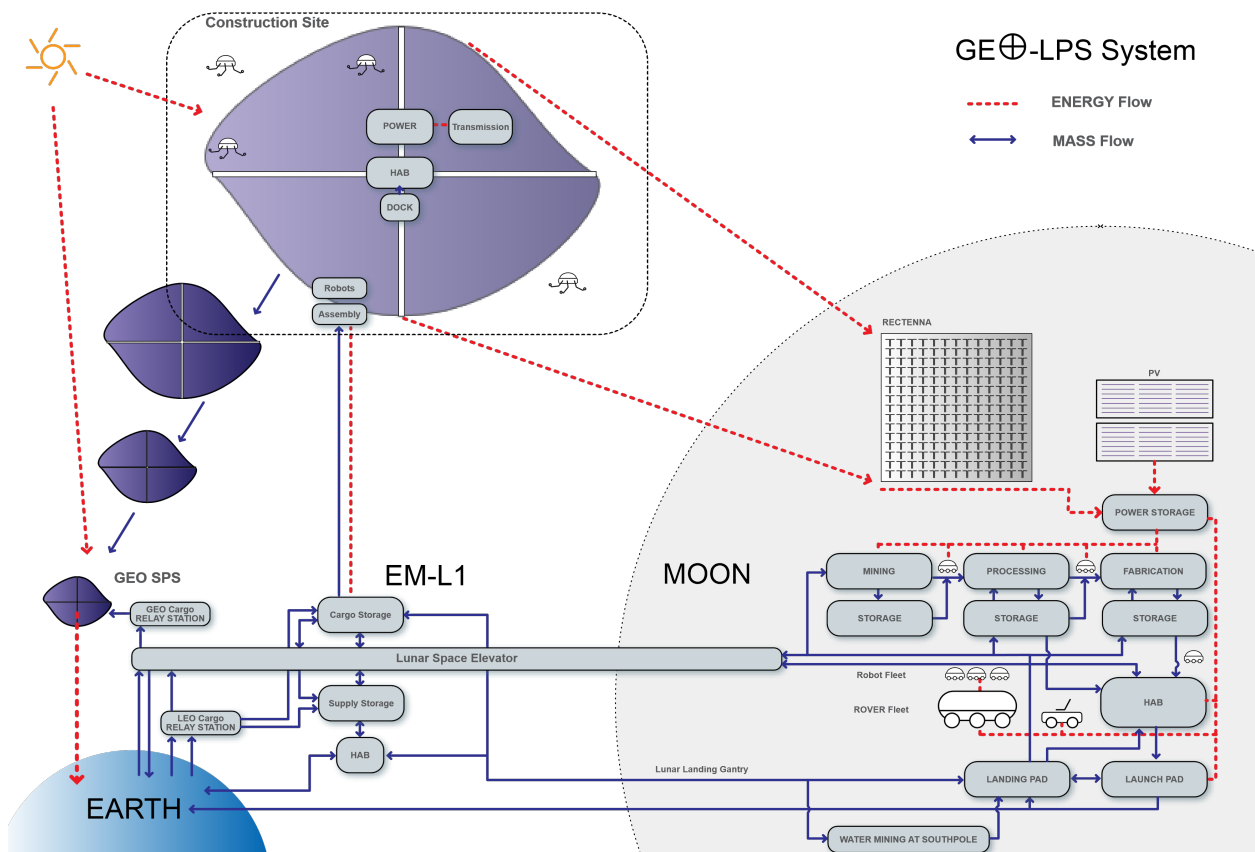 Construction Site
GE⊕-LPS System
ENERGY Flow
MASS Flow
POWER
Transmission
HAB
DOCK
Robots
Assembly
RECTENNA
PV
POWER STORAGE
GEO SPS
EM-L1
MOON
MINING
PROCESSING
FABRICATION
GEO Cargo
RELAY STATION
Cargo Storage
STORAGE
STORAGE
STORAGE
Lunar Space Elevator
Robot Fleet
LEO Cargo
RELAY STATION
Supply Storage
ROVER Fleet
HAB
HAB
Lunar Landing Gantry
LANDING PAD
LAUNCH PAD
EARTH
WATER MINING AT SOUTHPOLE